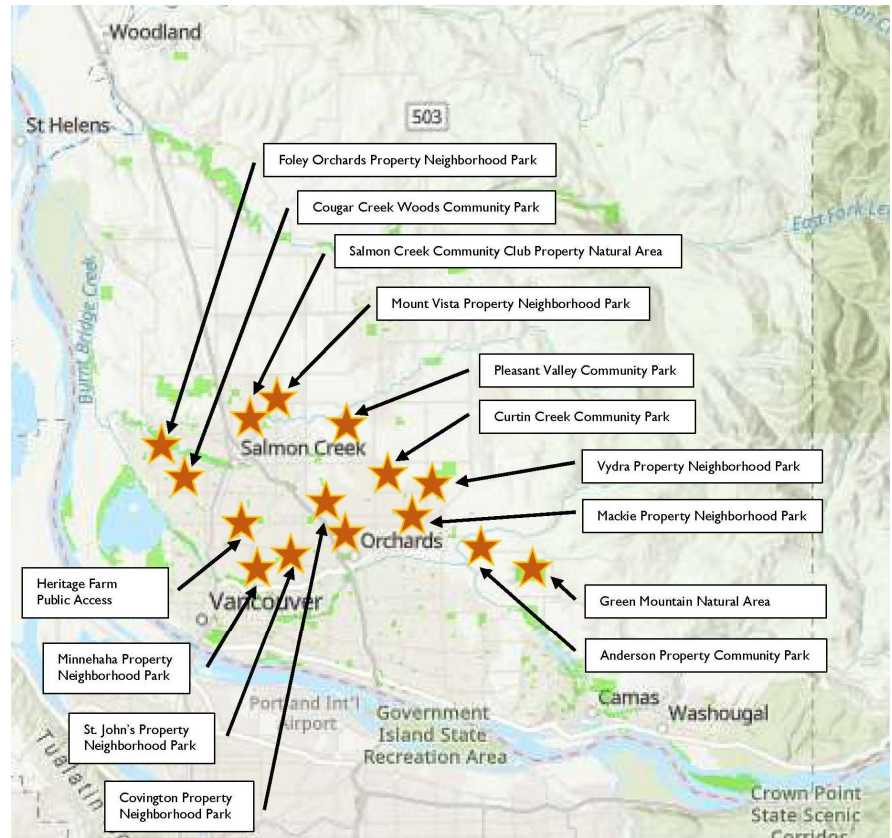 Woodland
503
St Helens
Foley Orchards Property Neighborhood Park
Cougar Creek Woods Community Park
East Fork Le
Salmon Creek Community Club Property Natural Area
Burnt Bridge Creek
Mount Vista Property Neighborhood Park
Pleasant Valley Community Park
Curtin Creek Community Park
Salmon Creek
Vydra Property Neighborhood Park
Mackie Property Neighborhood Park
Orchards
Heritage Farm
Public Access
Vancouver
Green Mountain Natural Area
Minnehaha Property
Neighborhood Park
Anderson Property Community Park
Portland Int'l
Airport
Camas
Washougal
Government
Island State
Recreation Area
St. John's Property
Neighborhood Park
Tualatin
Covington Property
Neighborhood Park
Crown Point
State Scenic
Corridor